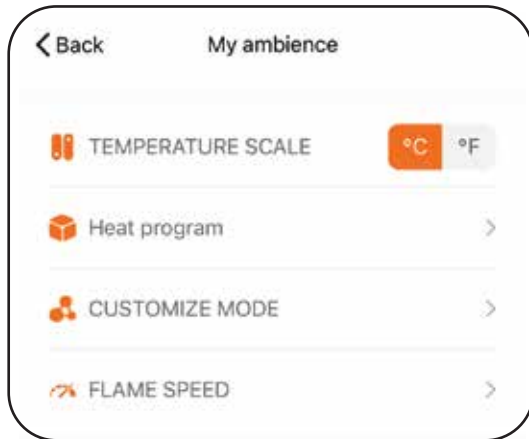 Back My ambience
TEMPERATURE SCALE °C °F
Heat program
CUSTOMIZE MODE
FLAME SPEED